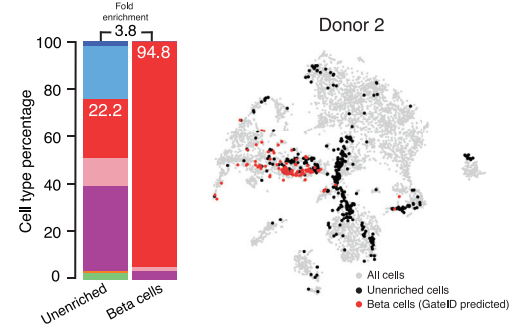 Fold
enrichment
3.8
Donor 2
100
80
60
40
20
0
Cell type percentage
94.8
22.2
Unenriched
Beta cells
All cells
Unenriched cells
Beta cells (GateID predicted)